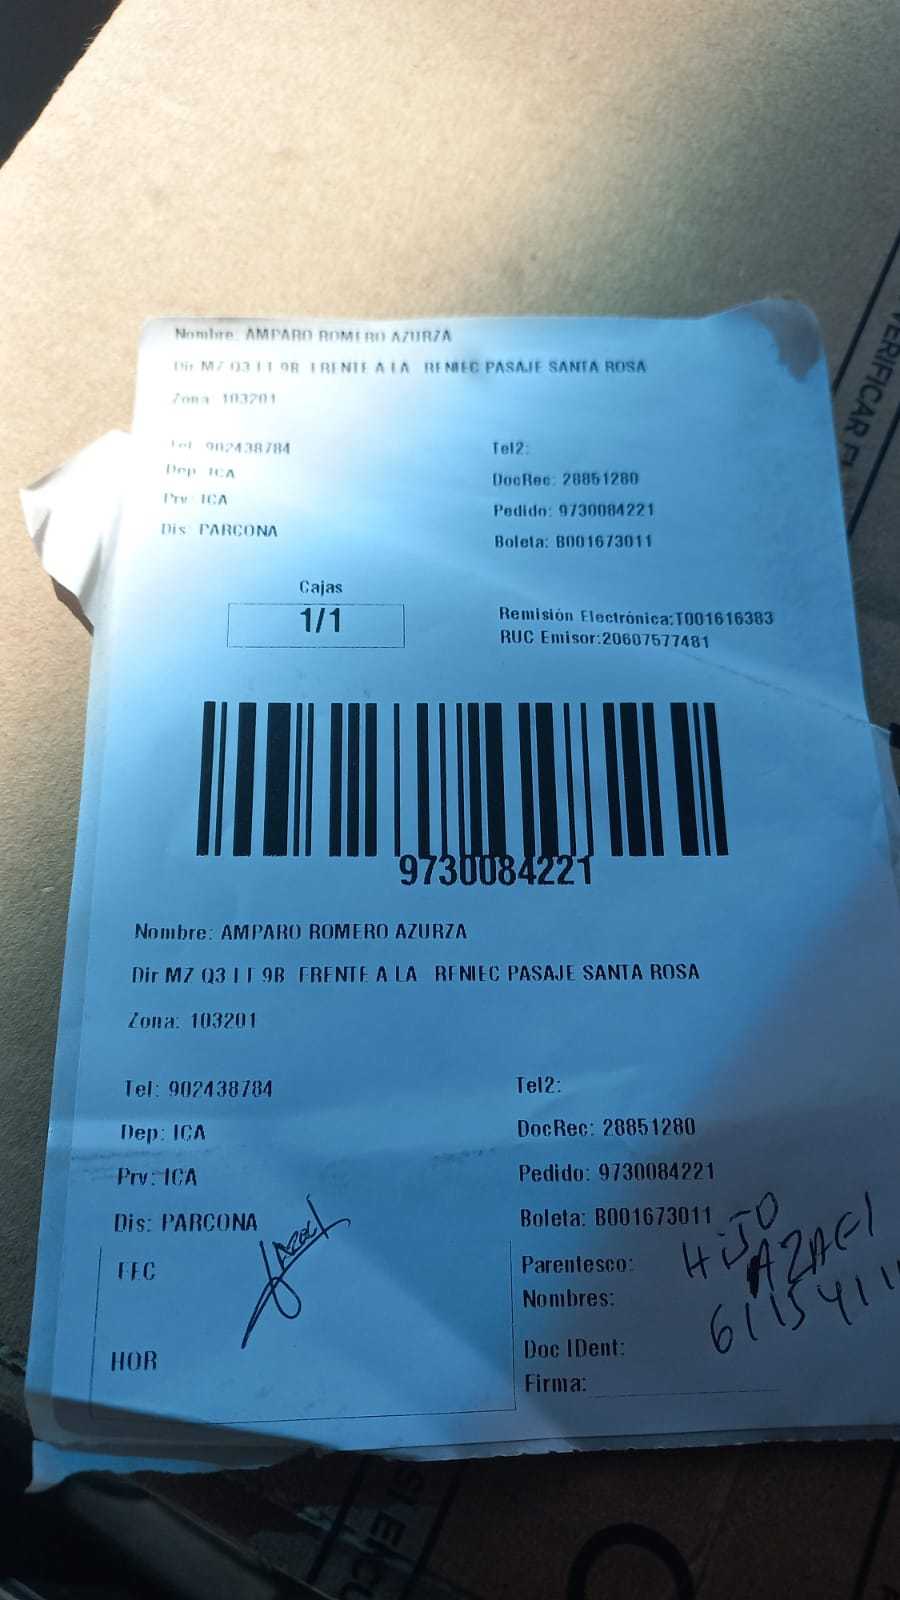 Nombre: AMPARO ROMERO AZURZA
Dir MZ Q3 LT 9B FRENTE A LA RENIEC PASAJE SANTA ROSA
Zona: 103201
Tel: 902438784
Tel2:
Dep: ICA
DocRec: 28851280
Prv: ICA
Pedido: 9730084221
Dis: PARCONA
Boleta: B001673011
Cajas
1/1
Remisión Electrónica:T001616383
RUC Emisor:20607577481
9730084221
Nombre: AMPARO ROMERO AZURZA
Dir MZ Q3 LT 9B FRENTE A LA RENIEC PASAJE SANTA ROSA
Zona: 103201
Tel: 902438784
Tel2:
Dep: ICA
DocRec: 28851280
Prv: ICA
Pedido: 9730084221
Dis: PARCONA
Boleta: B001673011
FEC
Parentesco: HIJO
Nombres: AZAEL
HOR
Doc IDent:
Firma:
VERIFICAR